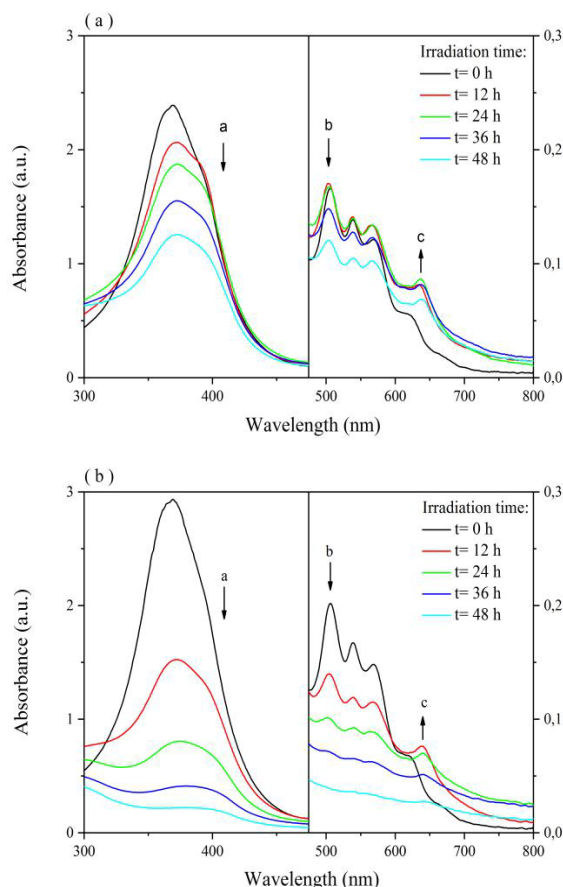 ( a )
3
2
1
0
Absorbance (a.u.)
a
b
c
Irradiation time:
t= 0 h
t= 12 h
t= 24 h
t= 36 h
t= 48 h
0,3
0,2
0,1
0,0
300 400 500 600 700 800
Wavelength (nm)
( b )
3
2
1
0
Absorbance (a.u.)
a
b
c
Irradiation time:
t= 0 h
t= 12 h
t= 24 h
t= 36 h
t= 48 h
0,3
0,2
0,1
0,0
300 400 500 600 700 800
Wavelength (nm)